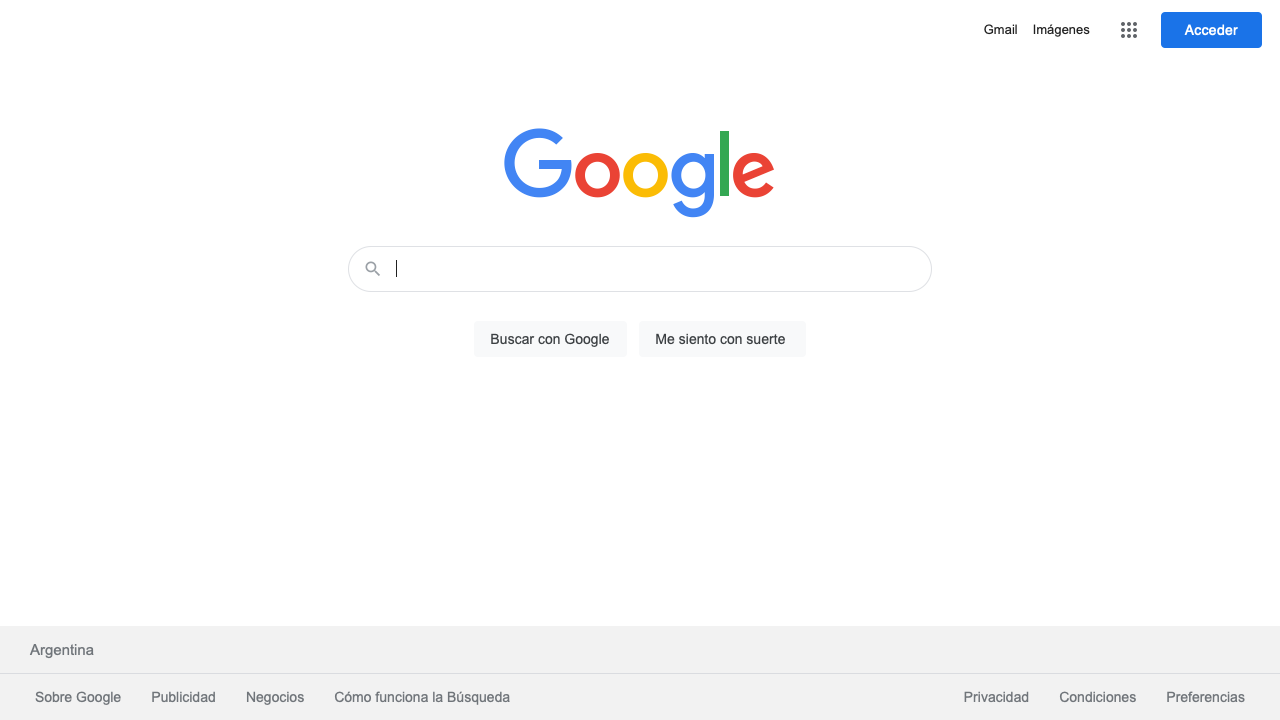 Gmail Imágenes Acceder
Google
Buscar con Google Me siento con suerte
Argentina
Sobre Google Publicidad Negocios Cómo funciona la Búsqueda Privacidad Condiciones Preferencias